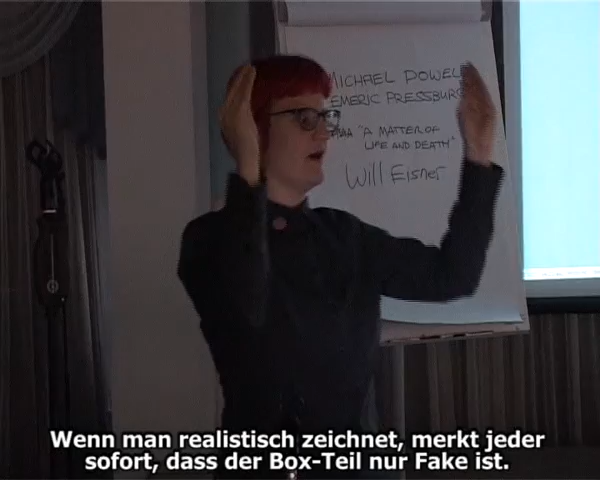 MICHAEL POWELL
EMERIC PRESSBURG
"A MATTER OF
LIFE AND DEATH"
Will Eisner
Wenn man realistisch zeichnet, merkt jeder
sofort, dass der Box-Teil nur Fake ist.